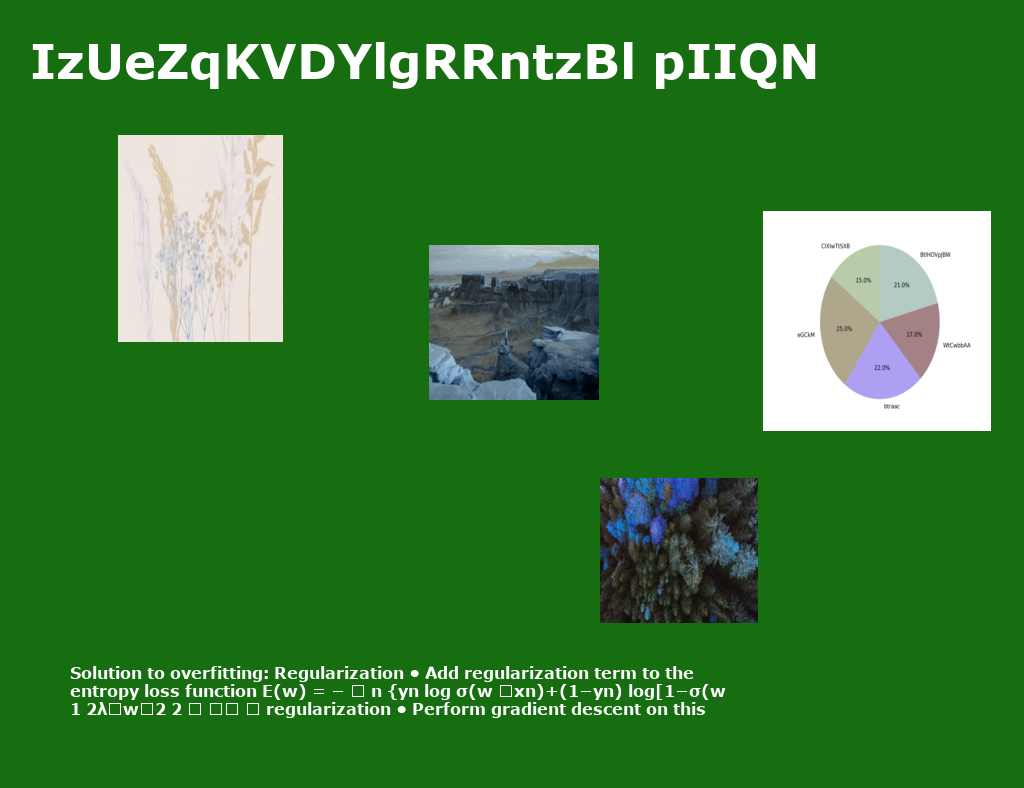 IzUeZqKVDYlgRRntzBl pIIQN
CIXIwTtSXB
BtIHOVpJBW
15.0%
21.0%
25.0%
17.0%
eGCkM
WtCwbbAA
22.0%
btraac
Solution to overfitting: Regularization • Add regularization term to the
entropy loss function E(w) = − □ n {yn log σ(w □xn)+(1−yn) log[1−σ(w
1 2λ□w□2 2 □ □□ □ regularization • Perform gradient descent on this